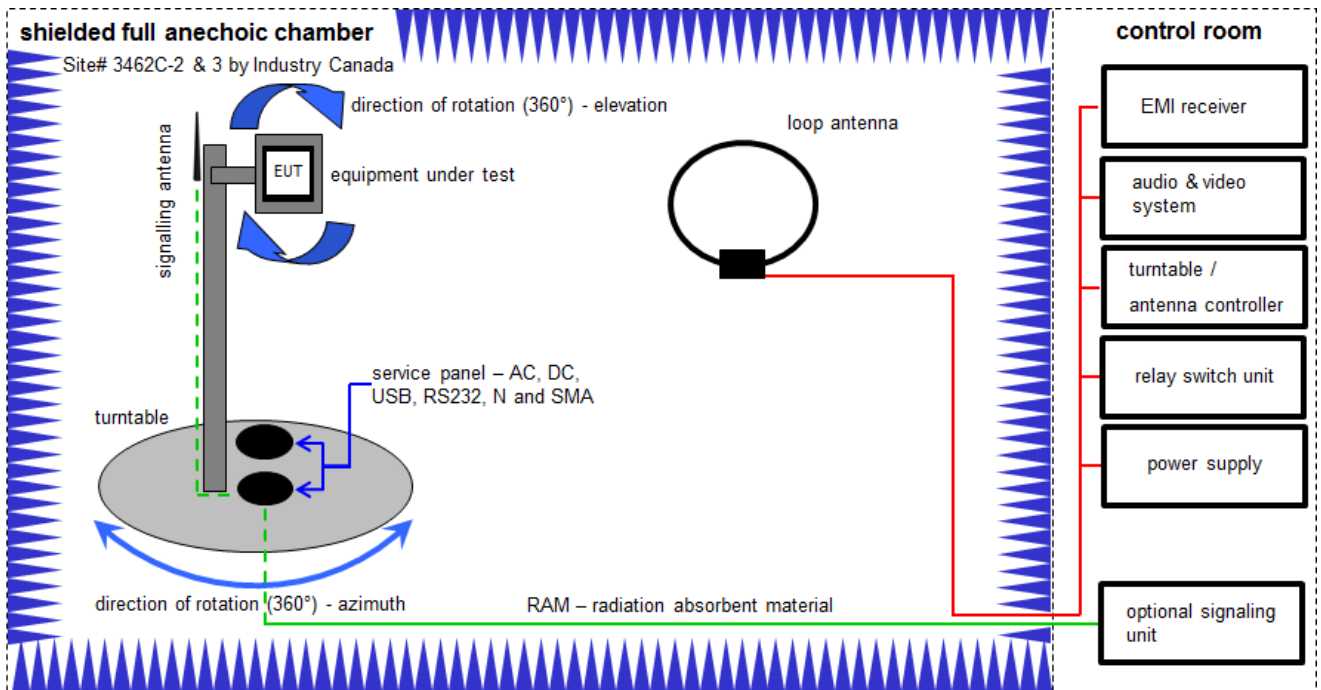 shielded full anechoic chamber
Site# 3462C-2 & 3 by Industry Canada
direction of rotation (360°) - elevation
signalling antenna
EUT
equipment under test
loop antenna
service panel – AC, DC,
USB, RS232, N and SMA
turntable
direction of rotation (360°) - azimuth
RAM – radiation absorbent material
control room
EMI receiver
audio & video
system
turntable /
antenna controller
relay switch unit
power supply
optional signaling
unit